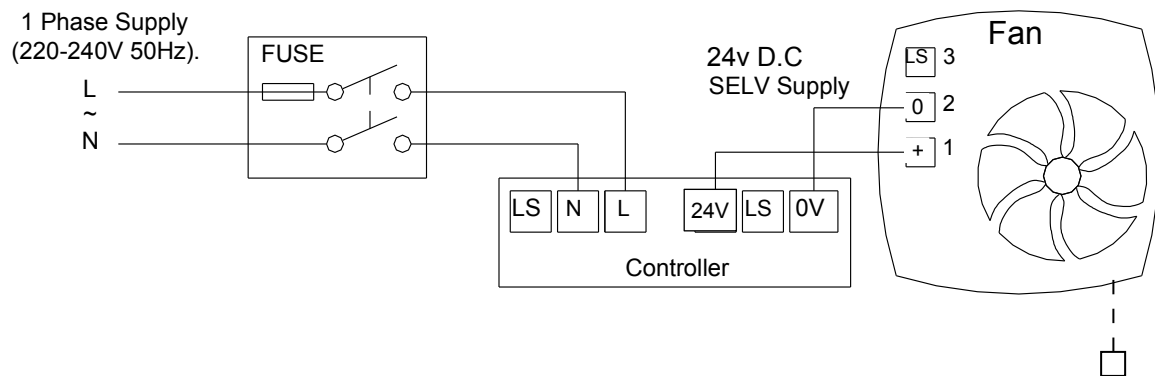 1 Phase Supply
(220-240V 50Hz).
L
~
N
FUSE
24v D.C
SELV Supply
Fan
LS 3
0 2
+ 1
LS N L 24V LS 0V
Controller